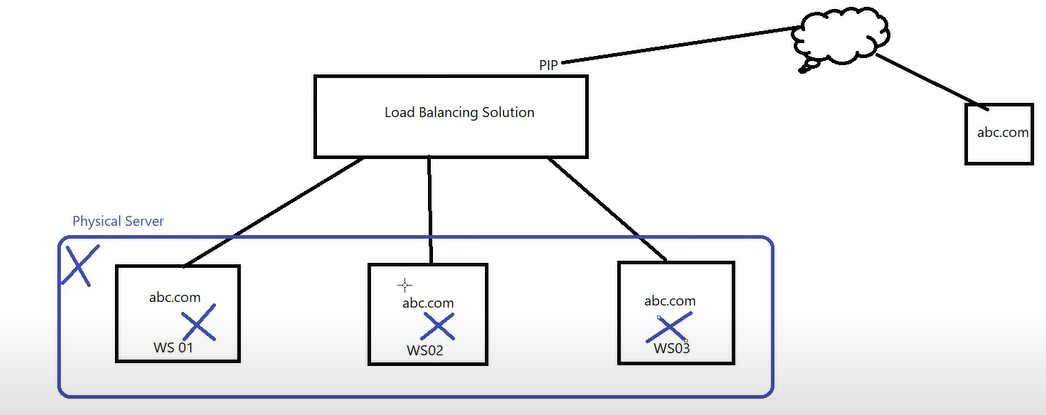 PIP
Load Balancing Solution
abc.com
Physical Server
abc.com
WS 01
abc.com
WS02
abc.com
WS03